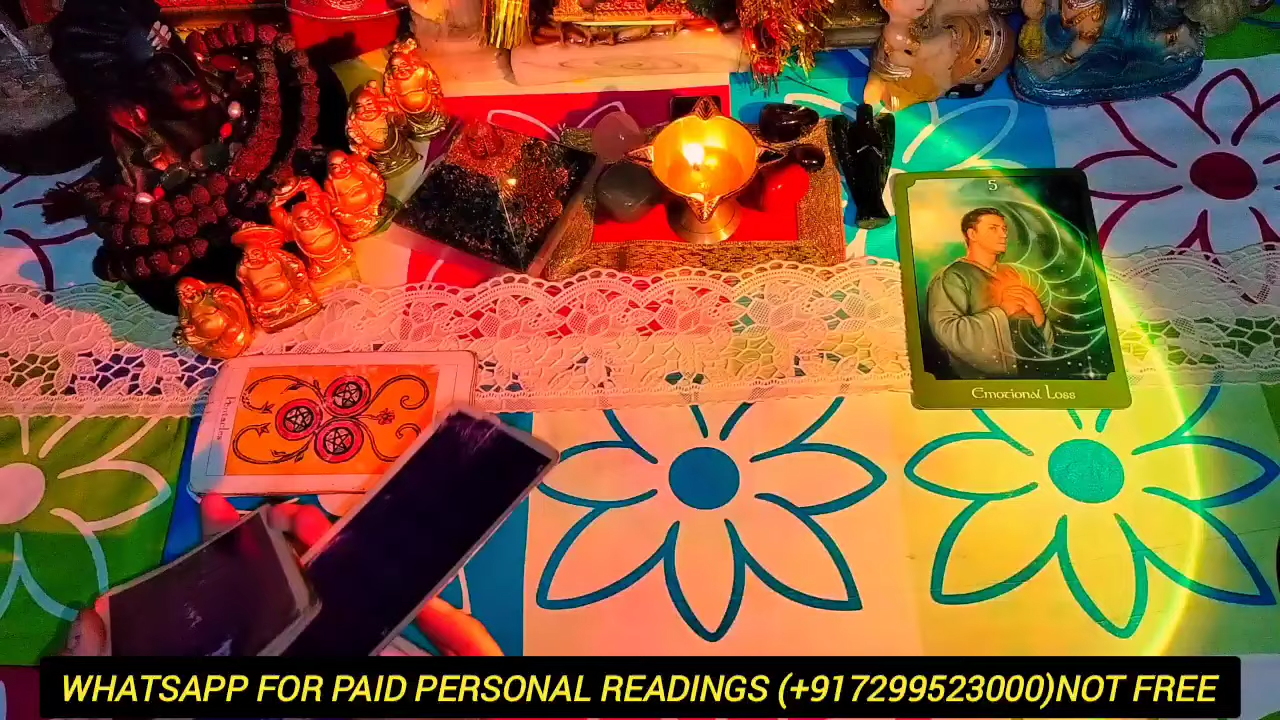 5
Emotional Loss
Pentacles
WHATSAPP FOR PAID PERSONAL READINGS (+917299523000)NOT FREE